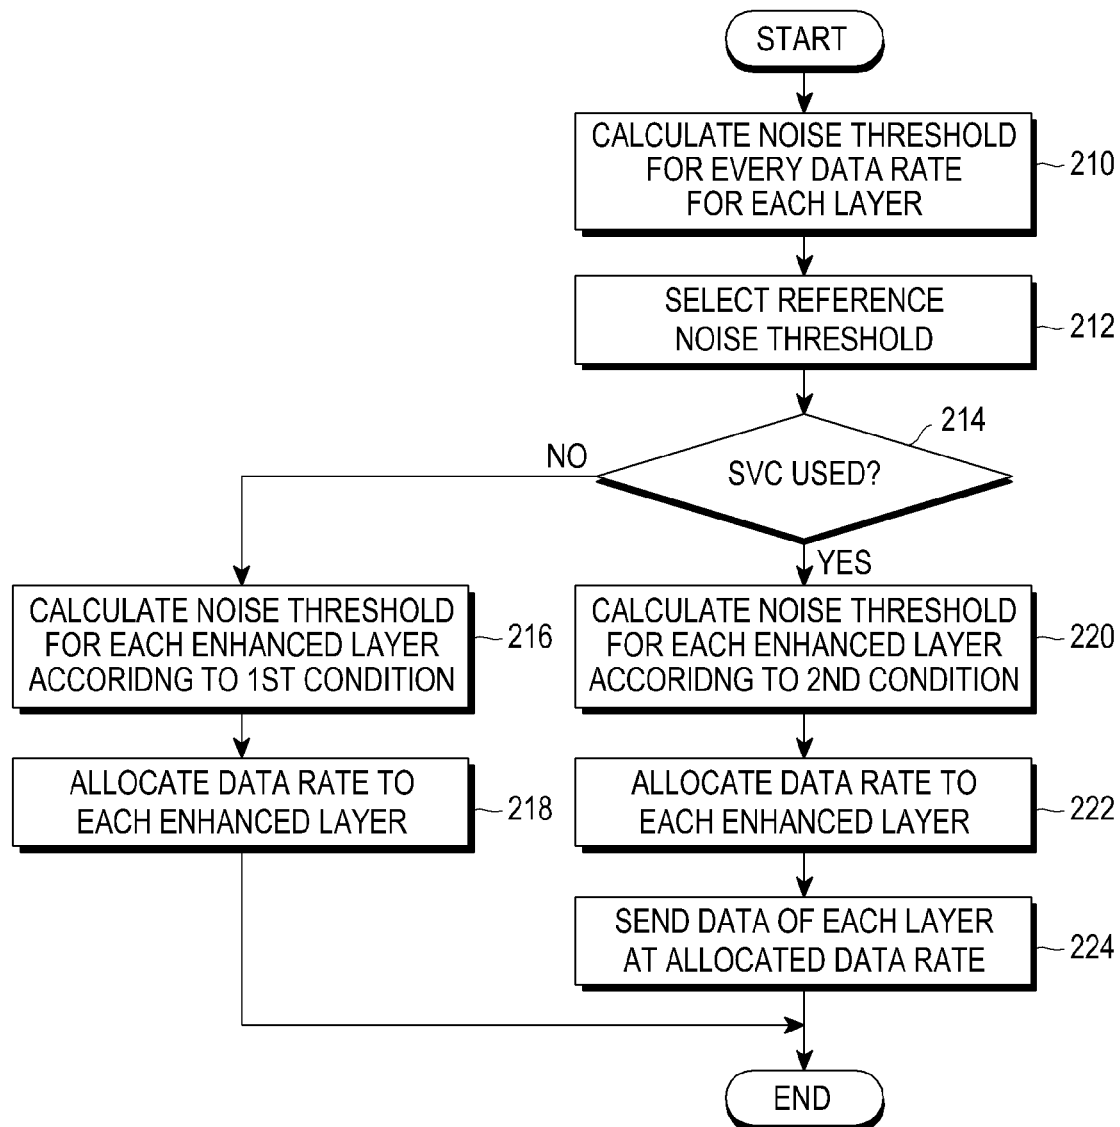 START
CALCULATE NOISE THRESHOLD
FOR EVERY DATA RATE
FOR EACH LAYER
210
SELECT REFERENCE
NOISE THRESHOLD
212
214
SVC USED?
NO
YES
CALCULATE NOISE THRESHOLD
FOR EACH ENHANCED LAYER
ACCORIDNG TO 1ST CONDITION
216
CALCULATE NOISE THRESHOLD
FOR EACH ENHANCED LAYER
ACCORIDNG TO 2ND CONDITION
220
ALLOCATE DATA RATE TO
EACH ENHANCED LAYER
218
ALLOCATE DATA RATE TO
EACH ENHANCED LAYER
222
SEND DATA OF EACH LAYER
AT ALLOCATED DATA RATE
224
END